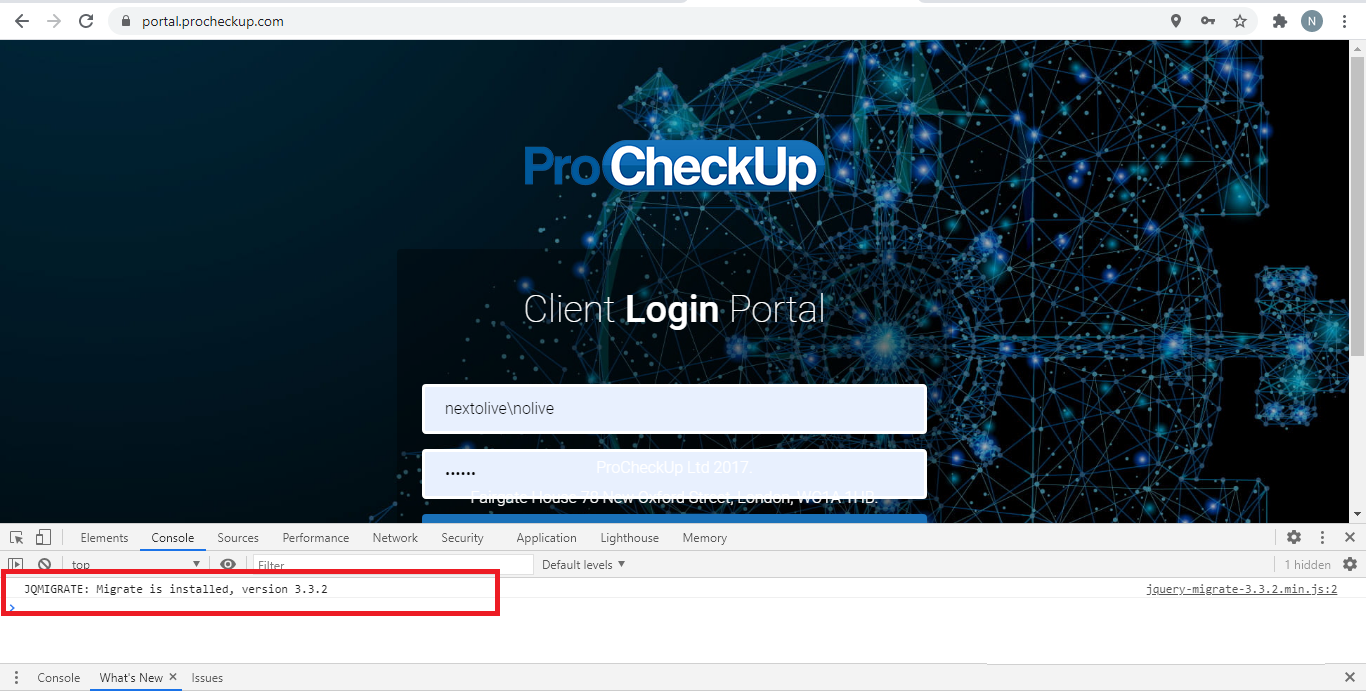 portal.procheckup.com
N
ProCheckUp
Client Login Portal
nextolive\nolive
••••••
ProCheckUp Ltd 2017.
Fairgate House 78 New Oxford Street, London, WC1A 1HB.
Elements Console Sources Performance Network Security Application Lighthouse Memory
top Filter Default levels 1 hidden
JQMIGRATE: Migrate is installed, version 3.3.2 jquery-migrate-3.3.2.min.js:2
Console What's New Issues